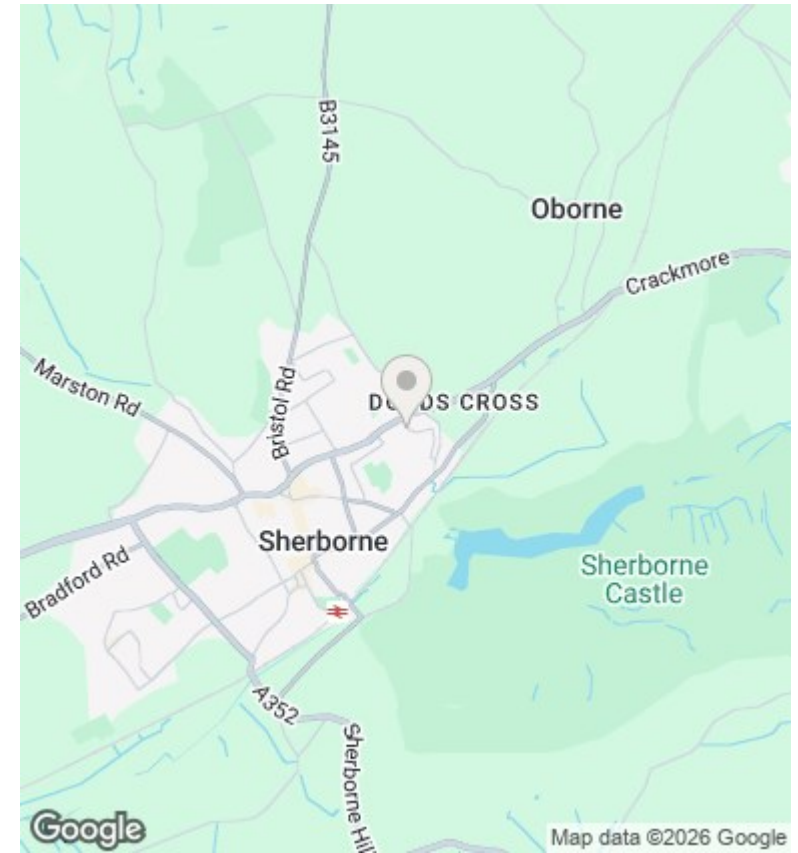 B3145
Oborne
Crackmore
Marston Rd
Bristol Rd
CROSS
Sherborne
Bradford Rd
Sherborne
Castle
A352
Sherborne Hill
Google
Map data ©2026 Google